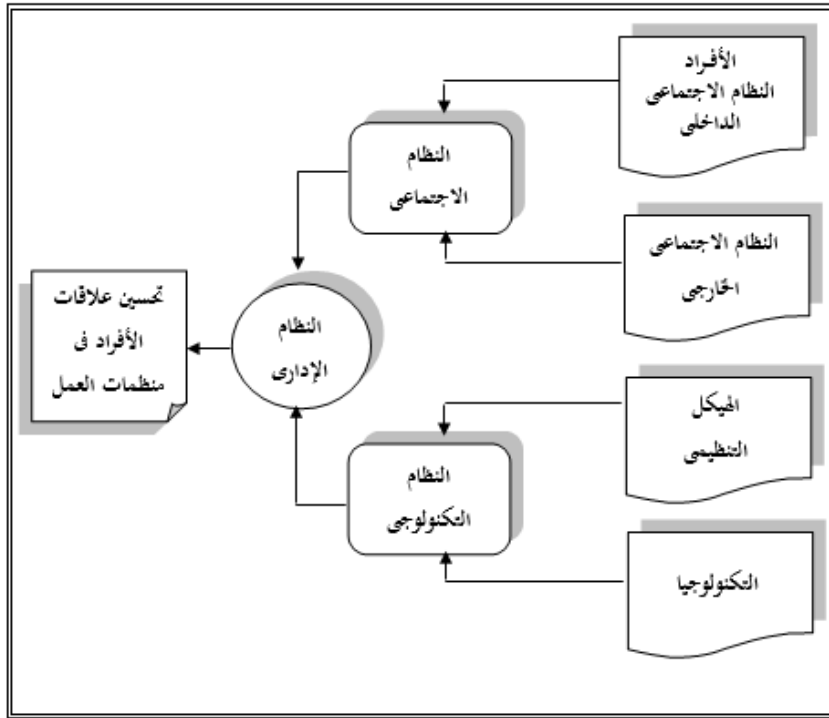 الأفراد
النظام الاجتماعى
الداخلى
النظام الاجتماعى
الخارجى
الهيكل
التنظيمى
التكنولوجيا
النظام
الاجتماعى
النظام
التكنولوجى
النظام
الإدارى
تحسين علاقات
الأفراد فى
منظمات العمل